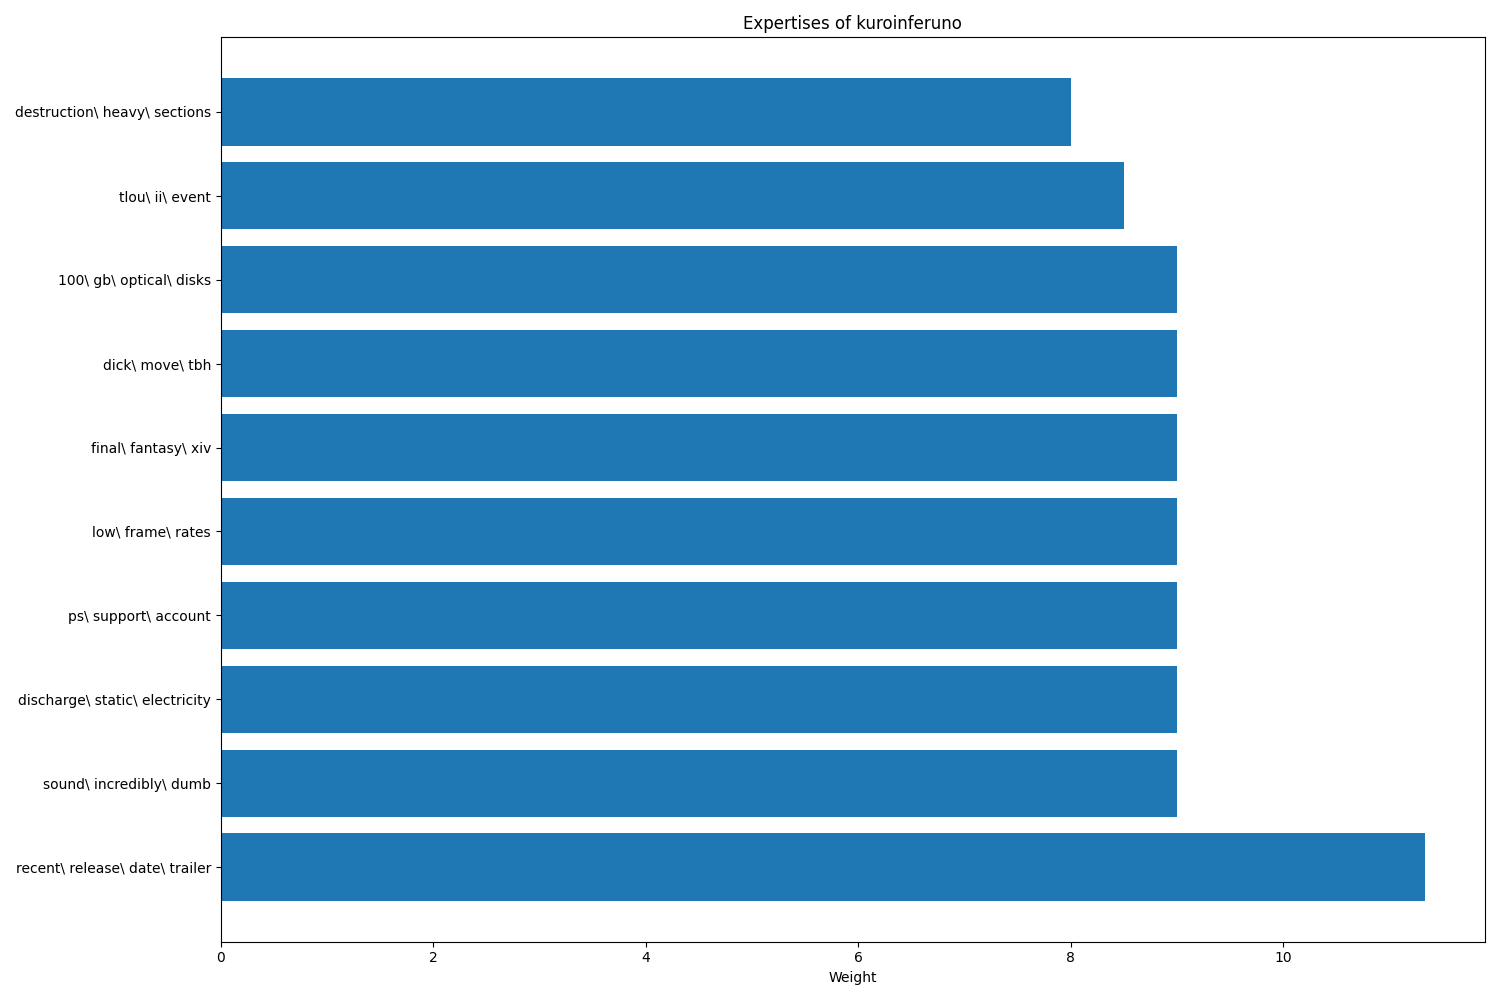 Expertises of kuroinferuno
destruction\ heavy\ sections
tlou\ ii\ event
100\ gb\ optical\ disks
dick\ move\ tbh
final\ fantasy\ xiv
low\ frame\ rates
ps\ support\ account
discharge\ static\ electricity
sound\ incredibly\ dumb
recent\ release\ date\ trailer
0 2 4 6 8 10
Weight